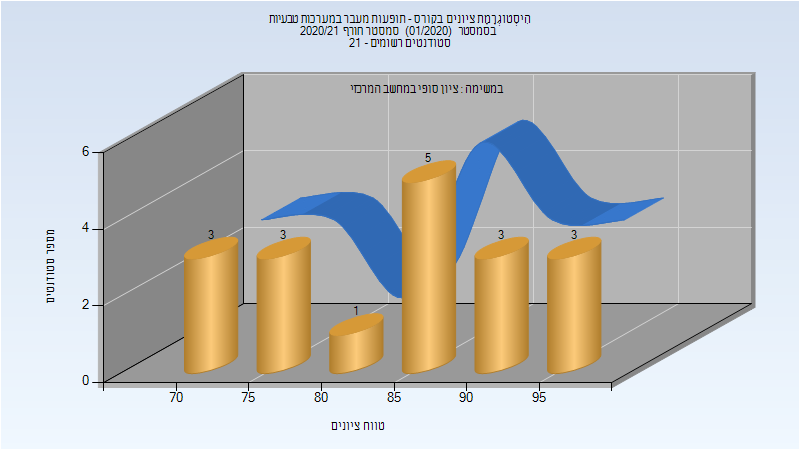 היסטוגרמת ציונים בקורס - תופעות מעבר במערכות טבעיות
בסמסטר (01/2020) סמסטר חורף 2020/21
סטודנטים רשומים - 21
במשימה : ציון סופי במחשב המרכזי
מספר סטודנטים
6
4
2
0
3
3
1
5
3
3
70
75
80
85
90
95
טווח ציונים